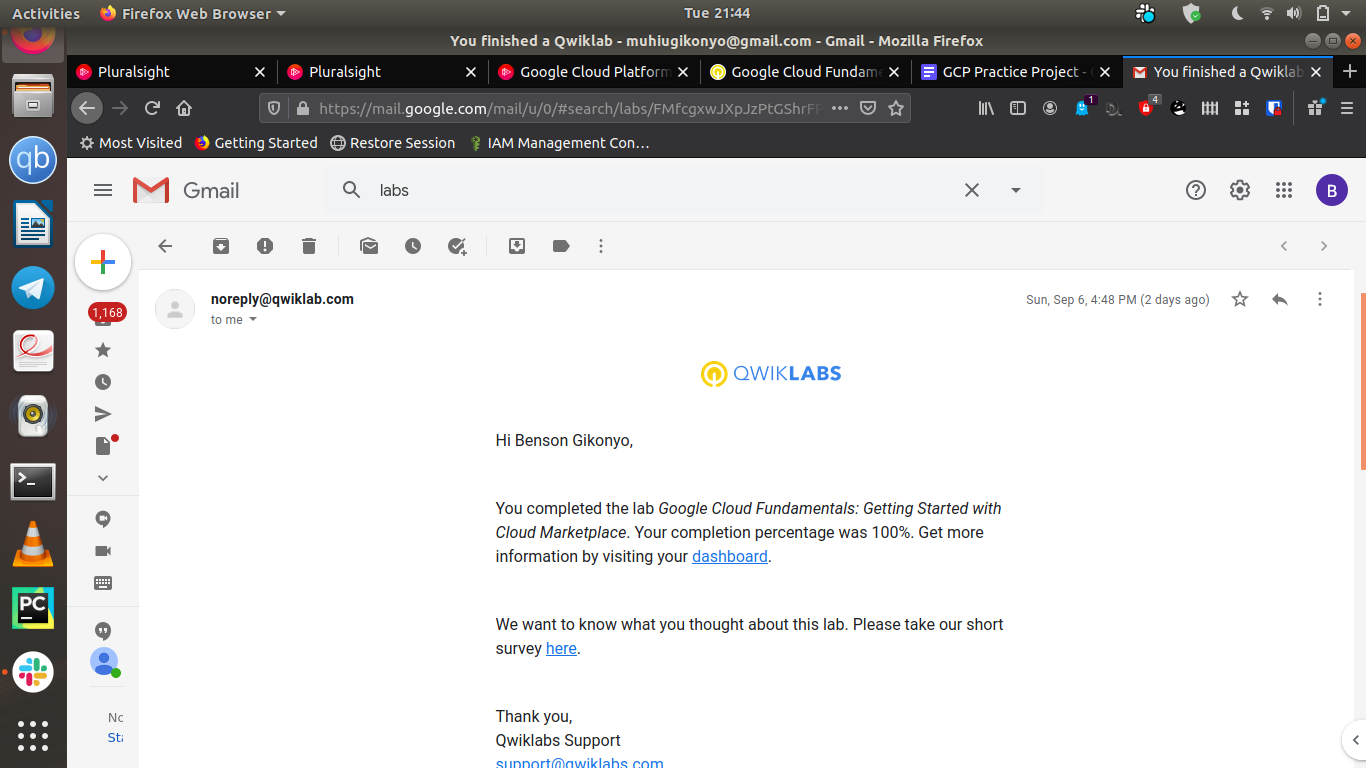 Activities Firefox Web Browser Tue 21:44
You finished a Qwiklab - muhiugikonyo@gmail.com - Gmail - Mozilla Firefox
Pluralsight Pluralsight Google Cloud Platform Google Cloud Fundame GCP Practice Project - You finished a Qwiklab
https://mail.google.com/mail/u/0/#search/labs/FMfcgxwJXpJzPtGShrFF 1 4
Most Visited Getting Started Restore Session IAM Management Con…
Gmail labs B
1,168
noreply@qwiklab.com Sun, Sep 6, 4:48 PM (2 days ago)
to me
QWIKLABS
Hi Benson Gikonyo,
You completed the lab Google Cloud Fundamentals: Getting Started with
Cloud Marketplace. Your completion percentage was 100%. Get more
information by visiting your dashboard.
We want to know what you thought about this lab. Please take our short
survey here.
Thank you,
Qwiklabs Support
support@qwiklabs.com
qb
PC
No
Sta